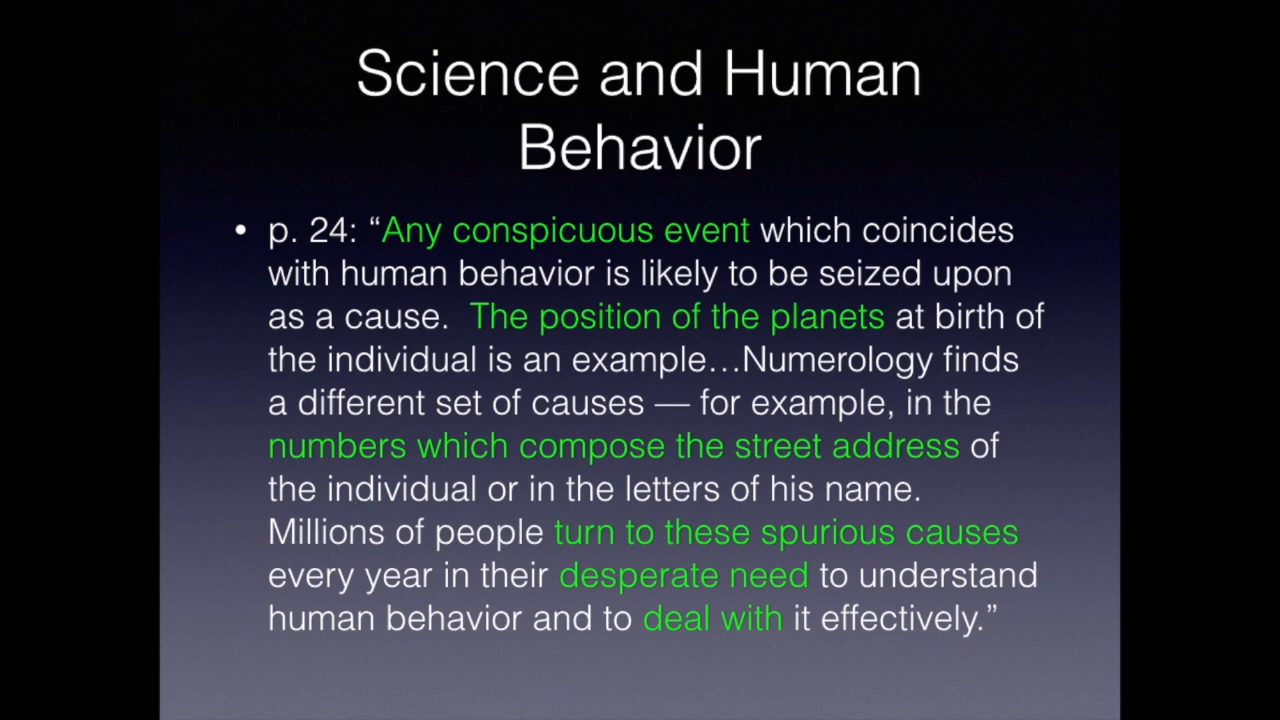 Science and Human
Behavior
• p. 24: “Any conspicuous event which coincides
with human behavior is likely to be seized upon
as a cause.  The position of the planets at birth of
the individual is an example…Numerology finds
a different set of causes — for example, in the
numbers which compose the street address of
the individual or in the letters of his name.
Millions of people turn to these spurious causes
every year in their desperate need to understand
human behavior and to deal with it effectively.”